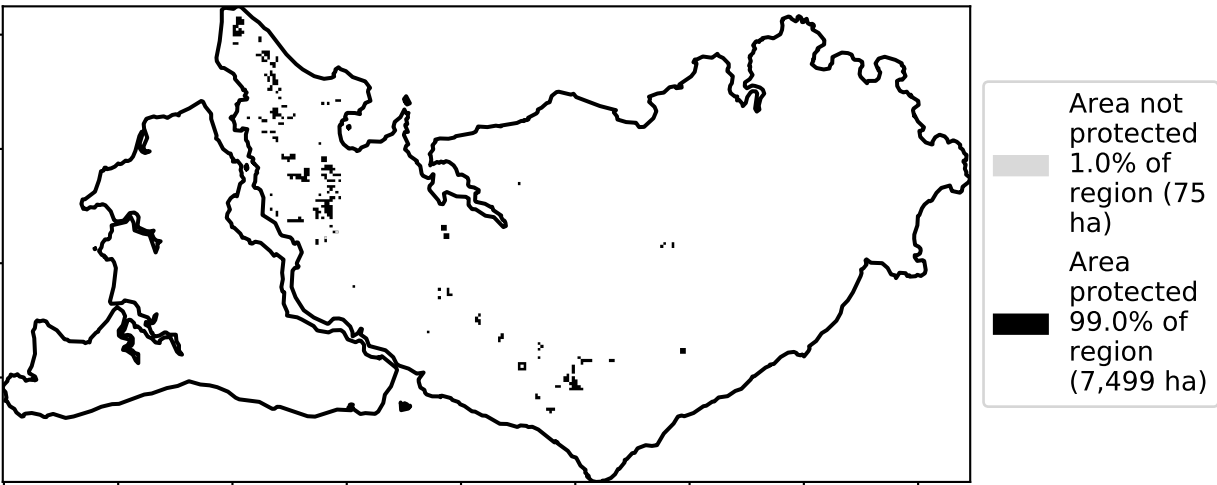 Area not
protected
1.0% of
region (75
ha)
Area
protected
99.0% of
region
(7,499 ha)